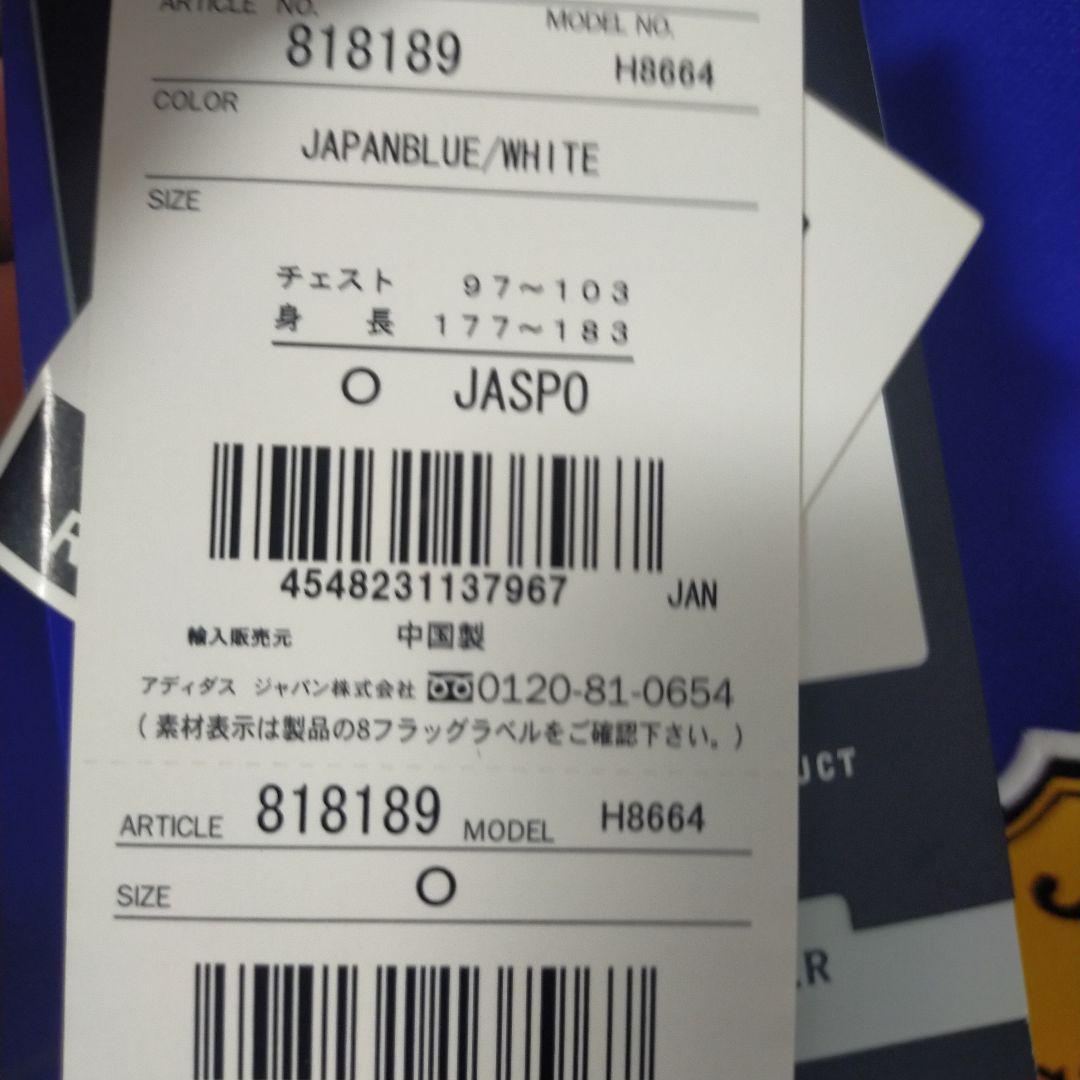 ARTICLE NO.
MODEL NO.
818189
H8664
COLOR
JAPANBLUE/WHITE
SIZE
チェスト 97～103
身 長 177～183
O JASPO
4548231137967 JAN
輸入販売元 中国製
アディダス ジャパン株式会社 0120-81-0654
(素材表示は製品の8フラッグラベルをご確認下さい。)
UCT
ARTICLE 818189 MODEL H8664
SIZE O
R